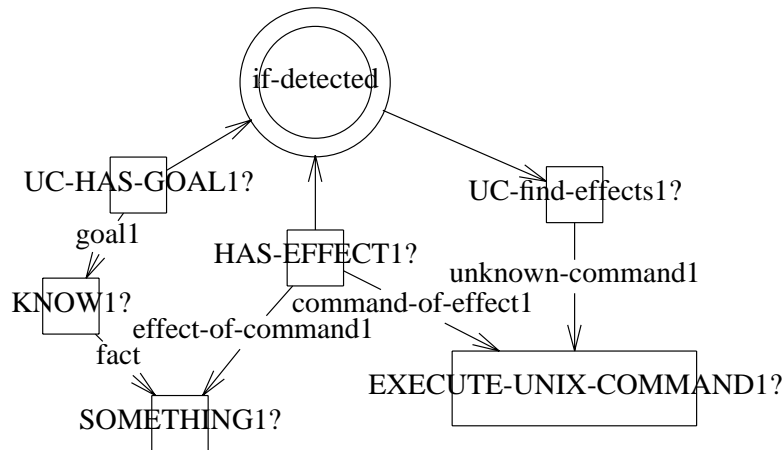 if-detected
UC-HAS-GOAL1?
UC-find-effects1?
goal1
HAS-EFFECT1?
unknown-command1
KNOW1?
command-of-effect1
effect-of-command1
fact
EXECUTE-UNIX-COMMAND1?
SOMETHING1?